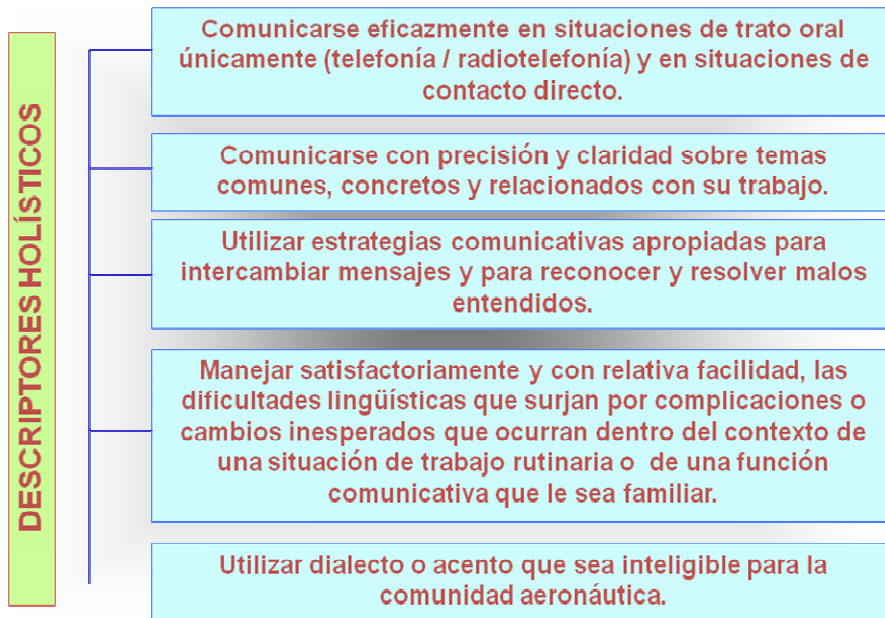 DESCRIPTORES HOLÍSTICOS
Comunicarse eficazmente en situaciones de trato oral
únicamente (telefonía / radiotelefonía) y en situaciones de
contacto directo.
Comunicarse con precisión y claridad sobre temas
comunes, concretos y relacionados con su trabajo.
Utilizar estrategias comunicativas apropiadas para
intercambiar mensajes y para reconocer y resolver malos
entendidos.
Manejar satisfactoriamente y con relativa facilidad, las
dificultades lingüísticas que surjan por complicaciones o
cambios inesperados que ocurran dentro del contexto de
una situación de trabajo rutinaria o de una función
comunicativa que le sea familiar.
Utilizar dialecto o acento que sea inteligible para la
comunidad aeronáutica.